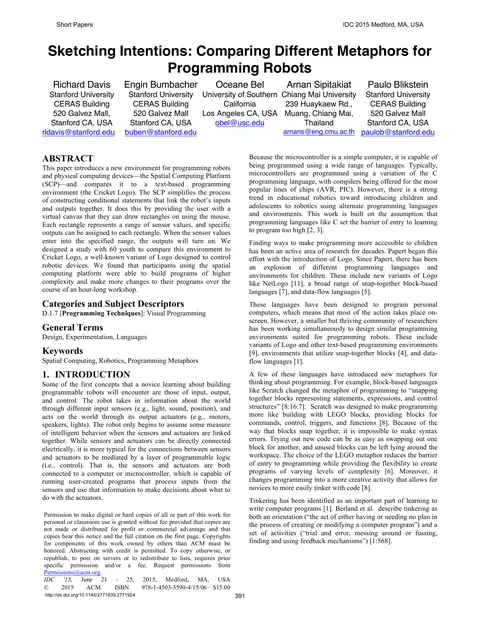 Short Papers
IDC 2015 Medford, MA, USA
Sketching Intentions: Comparing Different Metaphors for
Programming Robots
Richard Davis
Stanford University
CERAS Building
520 Galvez Mall,
Stanford CA, USA
rldavis@stanford.edu
Engin Bumbacher
Stanford University
CERAS Building
520 Galvez Mall
Stanford CA, USA
buben@stanford.edu
Oceane Bel
University of Southern
California
Los Angeles CA, USA
obel@usc.edu
Arnan Sipitakiat
Chiang Mai University
239 Huaykaew Rd.,
Muang, Chiang Mai,
Thailand
arnans@eng.cmu.ac.th
Paulo Blikstein
Stanford University
CERAS Building
520 Galvez Mall
Stanford CA, USA
paulob@stanford.edu
ABSTRACT
This paper introduces a new environment for programming robots
and physical computing devices—the Spatial Computing Platform
(SCP)—and compares it to a text-based programming
environment (the Cricket Logo). The SCP simplifies the process
of constructing conditional statements that link the robot's inputs
and outputs together. It does this by providing the user with a
virtual canvas that they can draw rectangles on using the mouse.
Each rectangle represents a range of sensor values, and specific
outputs can be assigned to each rectangle. When the sensor values
enter into the specified range, the outputs will turn on. We
designed a study with 60 youth to compare this environment to
Cricket Logo, a well-known variant of Logo designed to control
robotic devices. We found that participants using the spatial
computing platform were able to build programs of higher
complexity and make more changes to their programs over the
course of an hour-long workshop.
Categories and Subject Descriptors
D.1.7 [Programming Techniques]: Visual Programming
General Terms
Design, Experimentation, Languages
Keywords
Spatial Computing, Robotics, Programming Metaphors
1. INTRODUCTION
Some of the first concepts that a novice learning about building
programmable robots will encounter are those of input, output,
and control. The robot takes in information about the world
through different input sensors (e.g., light, sound, position), and
acts on the world through its output actuators (e.g., motors,
speakers, lights). The robot only begins to assume some measure
of intelligent behavior when the sensors and actuators are linked
together. While sensors and actuators can be directly connected
electrically, it is more typical for the connections between sensors
and actuators to be mediated by a layer of programmable logic
(i.e., control). That is, the sensors and actuators are both
connected to a computer or microcontroller, which is capable of
running user-created programs that process inputs from the
sensors and use that information to make decisions about what to
do with the actuators.
Permission to make digital or hard copies of all or part of this work for
personal or classroom use is granted without fee provided that copies are
not made or distributed for profit or commercial advantage and that
copies bear this notice and the full citation on the first page. Copyrights
for components of this work owned by others than ACM must be
honored. Abstracting with credit is permitted. To copy otherwise, or
republish, to post on servers or to redistribute to lists, requires prior
specific permission and/or a fee. Request permissions from
Permissions@acm.org.
IDC '15, June 21 - 25, 2015, Medford, MA, USA
© 2015 ACM. ISBN 978-1-4503-3590-4/15/06…$15.00
http://dx.doi.org/10.1145/2771839.2771924
Because the microcontroller is a simple computer, it is capable of
being programmed using a wide range of languages. Typically,
microcontrollers are programmed using a variation of the C
programming language, with compilers being offered for the most
popular lines of chips (AVR, PIC). However, there is a strong
trend in educational robotics toward introducing children and
adolescents to robotics using alternate programming languages
and environments. This work is built on the assumption that
programming languages like C set the barrier of entry to learning
to program too high [2, 3].
Finding ways to make programming more accessible to children
has been an active area of research for decades. Papert began this
effort with the introduction of Logo. Since Papert, there has been
an explosion of different programming languages and
environments for children. These include new variants of Logo
like NetLogo [11], a broad range of snap-together block-based
languages [7], and data-flow languages [5].
These languages have been designed to program personal
computers, which means that most of the action takes place on-
screen. However, a smaller but thriving community of researchers
has been working simultaneously to design similar programming
environments suited for programming robots. These include
variants of Logo and other text-based programming environments
[9], environments that utilize snap-together blocks [4], and data-
flow languages [1].
A few of these languages have introduced new metaphors for
thinking about programming. For example, block-based languages
like Scratch changed the metaphor of programming to "snapping
together blocks representing statements, expressions, and control
structures" [8:16:7]. Scratch was designed to make programming
more like building with LEGO blocks, providing blocks for
commands, control, triggers, and functions [8]. Because of the
way that blocks snap together, it is impossible to make syntax
errors. Trying out new code can be as easy as swapping out one
block for another, and unused blocks can be left lying around the
workspace. The choice of the LEGO metaphor reduces the barrier
of entry to programming while providing the flexibility to create
programs of varying levels of complexity [6]. Moreover, it
changes programming into a more creative activity that allows for
novices to more easily tinker with code [8].
Tinkering has been identified as an important part of learning to
write computer programs [1]. Berland et al. describe tinkering as
both an orientation ("the act of either having or needing no plan in
the process of creating or modifying a computer program") and a
set of activities ("trial and error, messing around or fussing,
finding and using feedback mechanisms") [1:568].
391